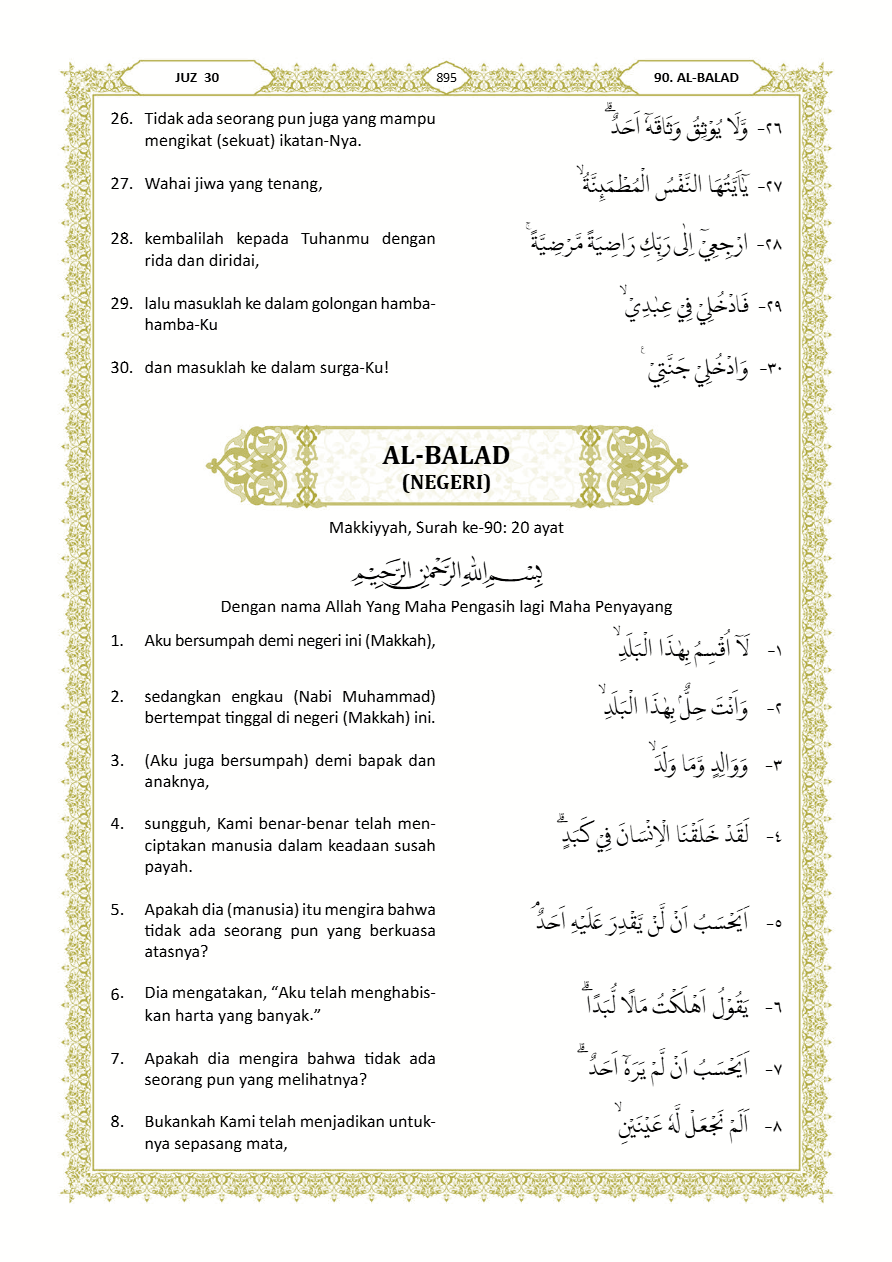 JUZ 30
895
90. AL-BALAD
26. Tidak ada seorang pun juga yang mampu
mengikat (sekuat) ikatan-Nya.
٢٦- وَّلَا يُوْثِقُ وَثَاقَهٗٓ اَحَدٌۗ
27. Wahai jiwa yang tenang,
٢٧- يٰٓاَيَّتُهَا النَّفْسُ الْمُطْمَىِٕنَّةُۙ
28. kembalilah kepada Tuhanmu dengan
rida dan diridai,
٢٨- ارْجِعِيْٓ اِلٰى رَبِّكِ رَاضِيَةً مَّرْضِيَّةًۚ
29. lalu masuklah ke dalam golongan hamba-
hamba-Ku
٢٩- فَادْخُلِيْ فِيْ عِبٰدِيْۙ
30. dan masuklah ke dalam surga-Ku!
٣٠- وَادْخُلِيْ جَنَّتِيْ ࣖ
AL-BALAD
(NEGERI)
Makkiyyah, Surah ke-90: 20 ayat
بِسْمِ اللّٰهِ الرَّحْمٰنِ الرَّحِيْمِ
Dengan nama Allah Yang Maha Pengasih lagi Maha Penyayang
1. Aku bersumpah demi negeri ini (Makkah),
١- لَآ اُقْسِمُ بِهٰذَا الْبَلَدِۙ
2. sedangkan engkau (Nabi Muhammad)
bertempat tinggal di negeri (Makkah) ini.
٢- وَاَنْتَ حِلٌّۢ بِهٰذَا الْبَلَدِۙ
3. (Aku juga bersumpah) demi bapak dan
anaknya,
٣- وَوَالِدٍ وَّمَا وَلَدَۙ
4. sungguh, Kami benar-benar telah men-
ciptakan manusia dalam keadaan susah
payah.
٤- لَقَدْ خَلَقْنَا الْاِنْسَانَ فِيْ كَبَدٍۗ
5. Apakah dia (manusia) itu mengira bahwa
tidak ada seorang pun yang berkuasa
atasnya?
٥- اَيَحْسَبُ اَنْ لَّنْ يَّقْدِرَ عَلَيْهِ اَحَدٌۘ
6. Dia mengatakan, “Aku telah menghabis-
kan harta yang banyak.”
٦- يَقُوْلُ اَهْلَكْتُ مَالًا لُّبَدًاۗ
7. Apakah dia mengira bahwa tidak ada
seorang pun yang melihatnya?
٧- اَيَحْسَبُ اَنْ لَّمْ يَرَهٗٓ اَحَدٌۗ
8. Bukankah Kami telah menjadikan untuk-
nya sepasang mata,
٨- اَلَمْ نَجْعَلْ لَّهٗ عَيْنَيْنِۙ